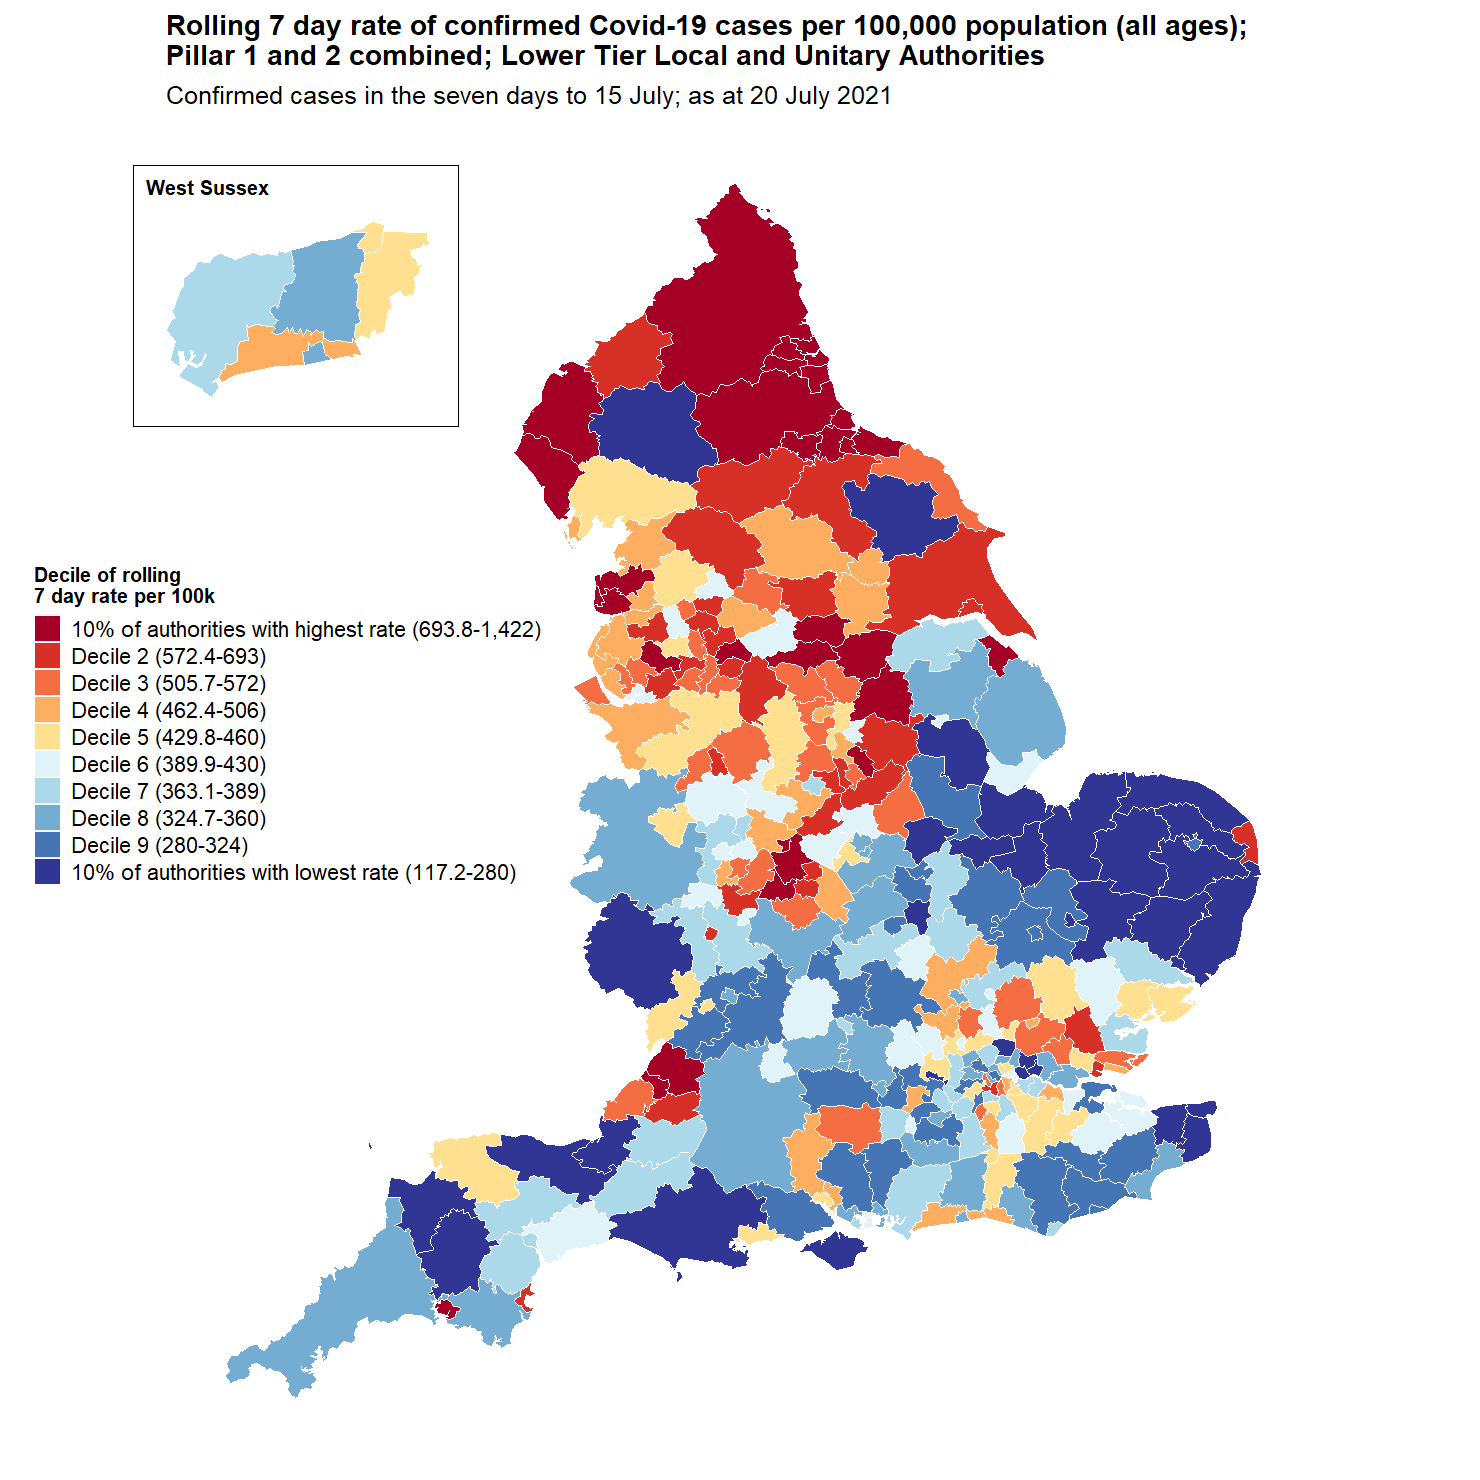 Rolling 7 day rate of confirmed Covid-19 cases per 100,000 population (all ages);
Pillar 1 and 2 combined; Lower Tier Local and Unitary Authorities
Confirmed cases in the seven days to 15 July; as at 20 July 2021
West Sussex
Decile of rolling
7 day rate per 100k
10% of authorities with highest rate (693.8-1,422)
Decile 2 (572.4-693)
Decile 3 (505.7-572)
Decile 4 (462.4-506)
Decile 5 (429.8-460)
Decile 6 (389.9-430)
Decile 7 (363.1-389)
Decile 8 (324.7-360)
Decile 9 (280-324)
10% of authorities with lowest rate (117.2-280)